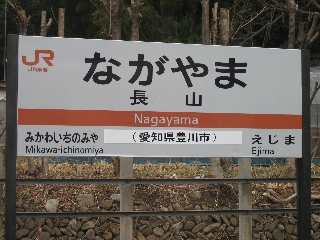 JR
JR東海
ながやま
長山
Nagayama
みかわいちのみや
Mikawa-ichinomiya
(愛知県豊川市)
えじま
Ejima